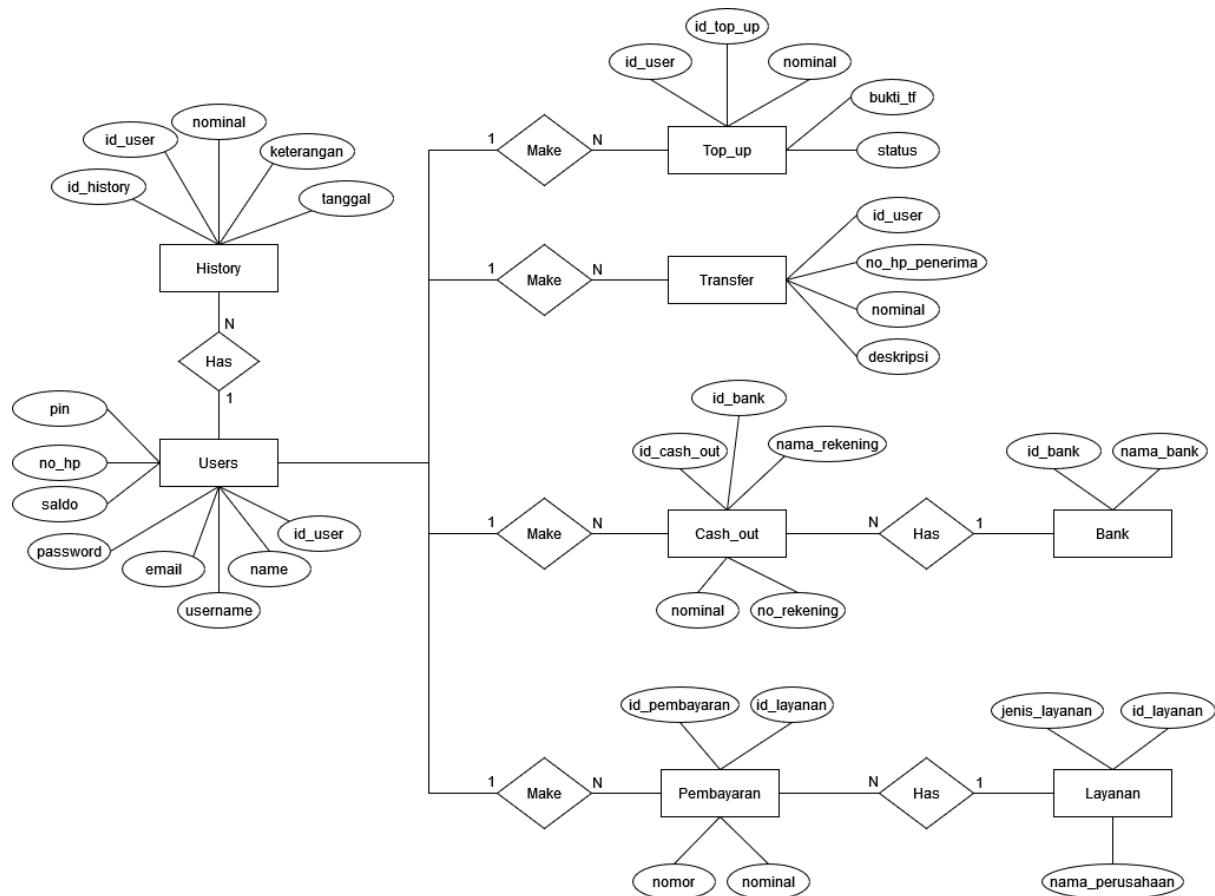 id_top_up
id_user
nominal
bukti_tf
nominal
id_user
keterangan
1
Make
N
Top_up
status
id_history
tanggal
id_user
History
1
Make
N
Transfer
no_hp_penerima
nominal
N
Has
deskripsi
1
id_bank
pin
nama_rekening
id_cash_out
id_bank
nama_bank
no_hp
Users
saldo
id_user
password
1
Make
N
Cash_out
N
Has
1
Bank
email
name
username
nominal
no_rekening
id_pembayaran
id_layanan
jenis_layanan
id_layanan
1
Make
N
Pembayaran
N
Has
1
Layanan
nomor
nominal
nama_perusahaan